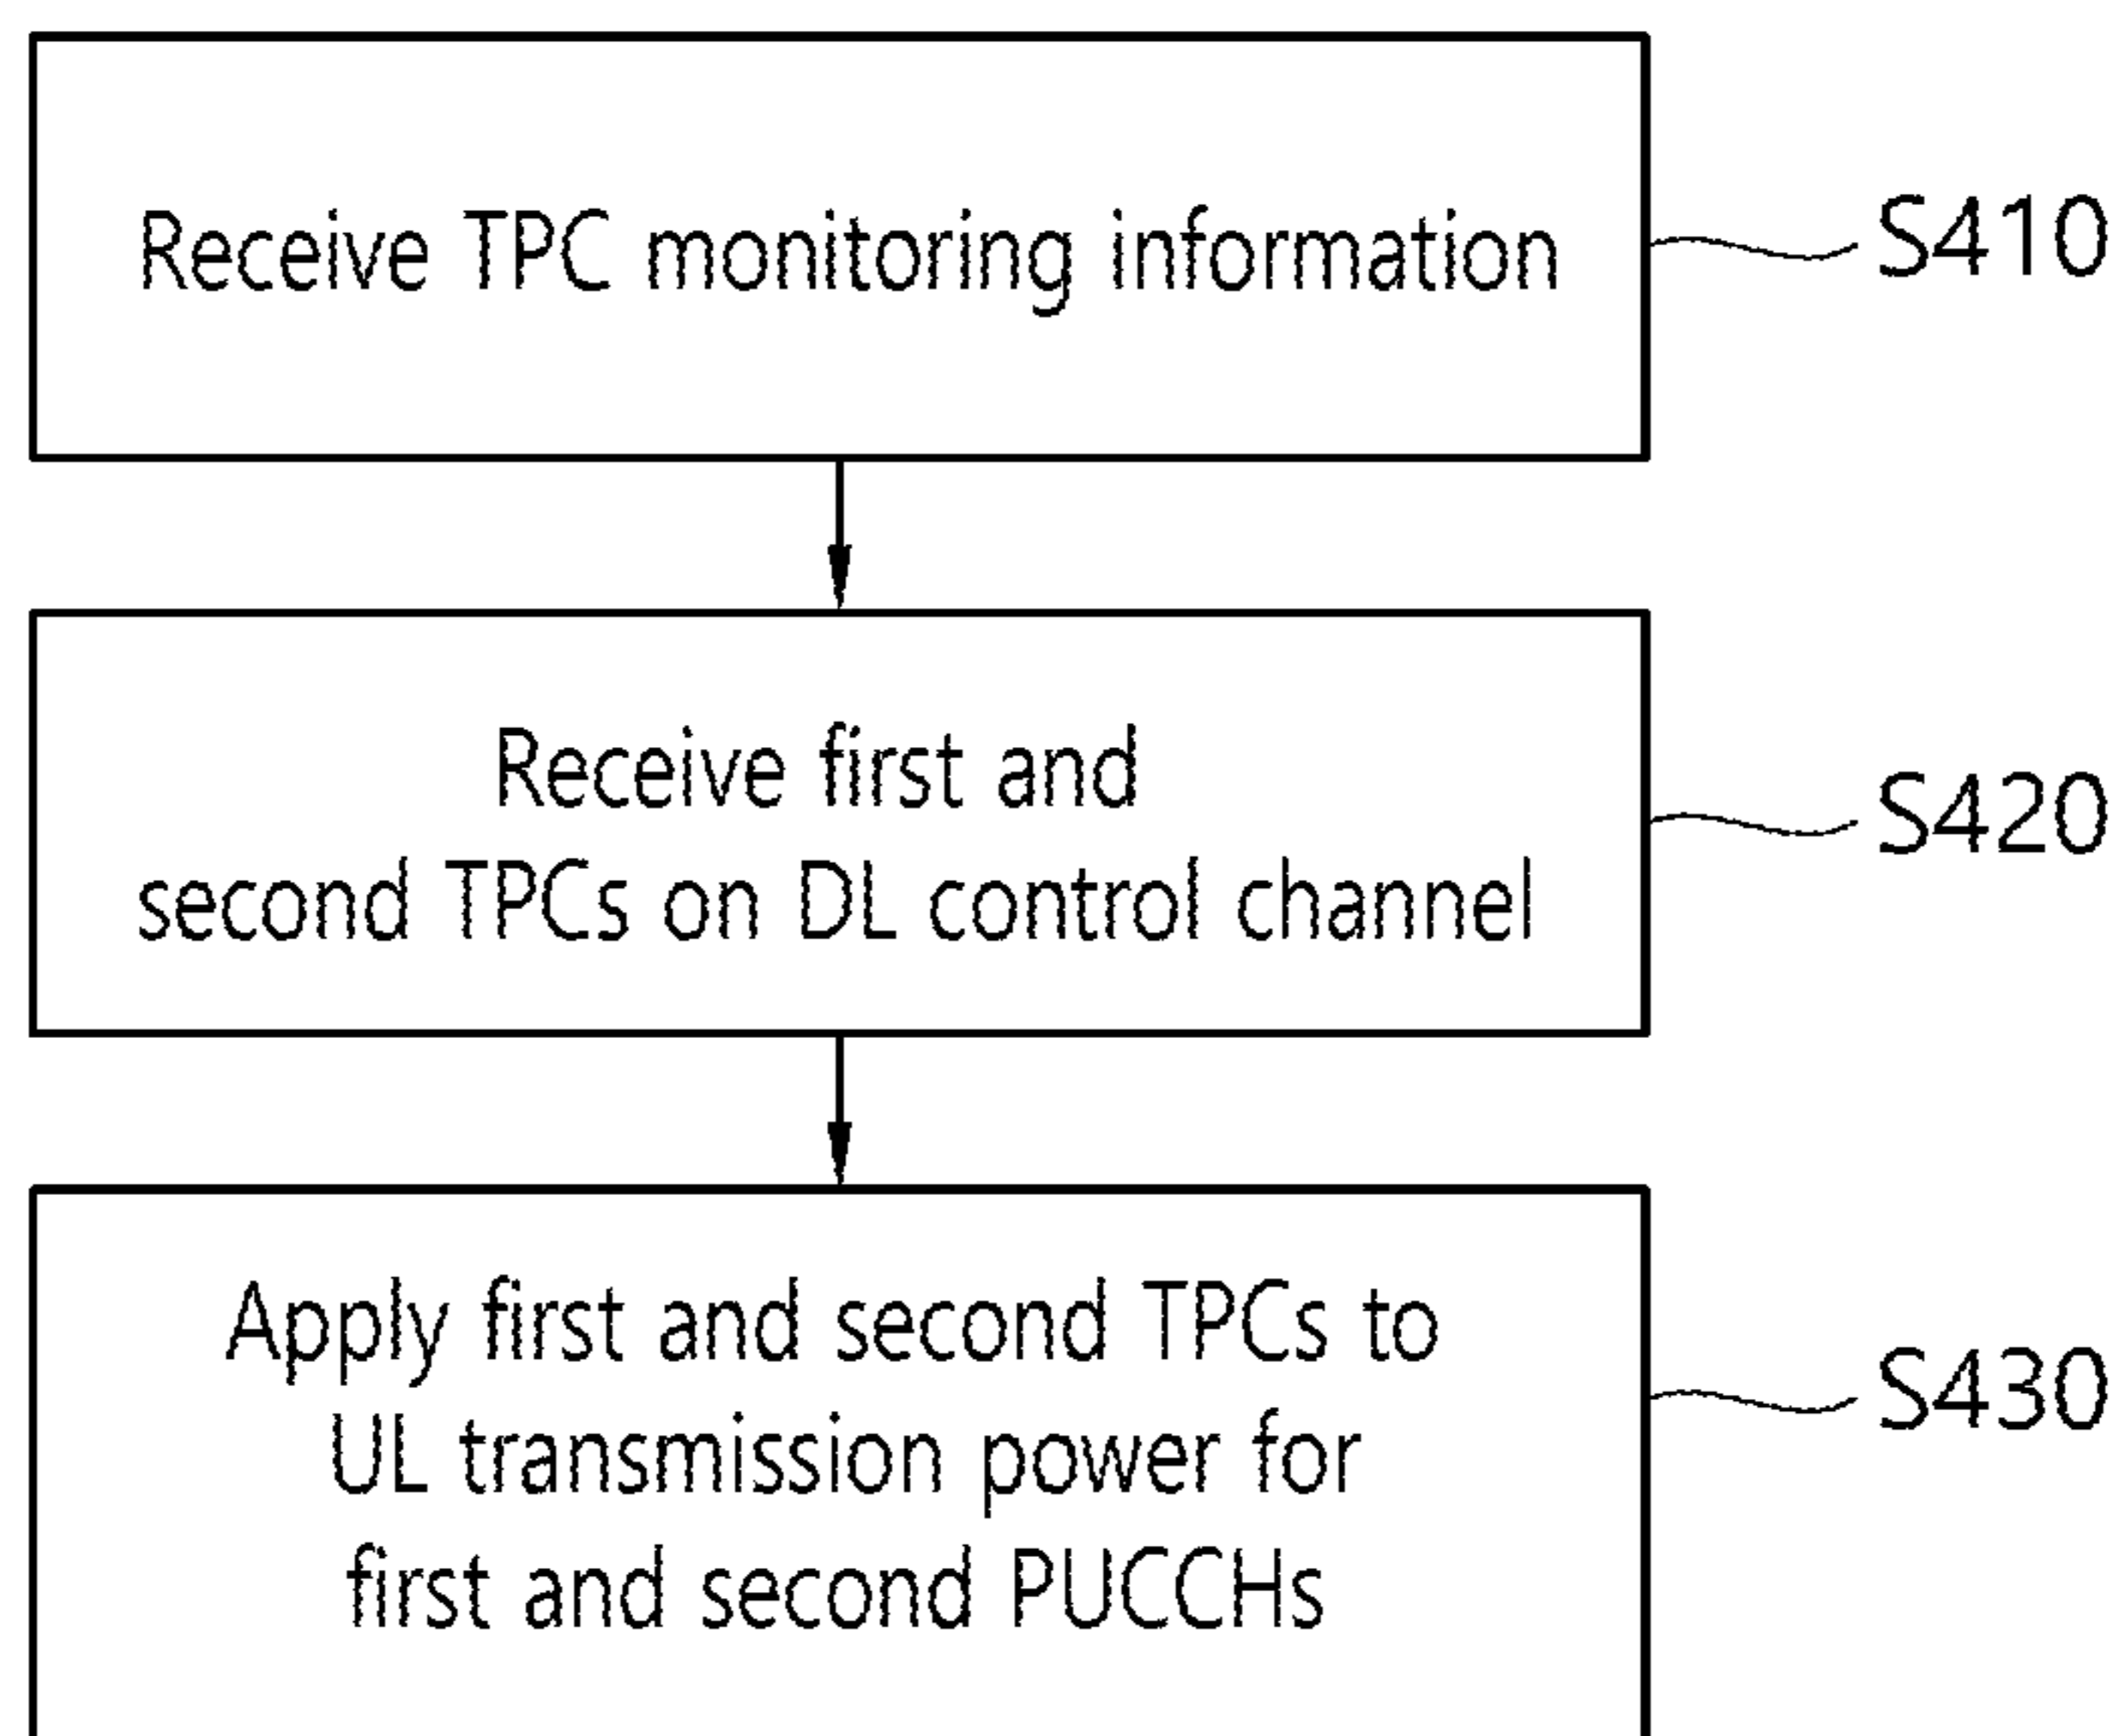 Receive TPC monitoring information
S410
Receive first and
second TPCs on DL control channel
S420
Apply first and second TPCs to
UL transmission power for
first and second PUCCHs
S430